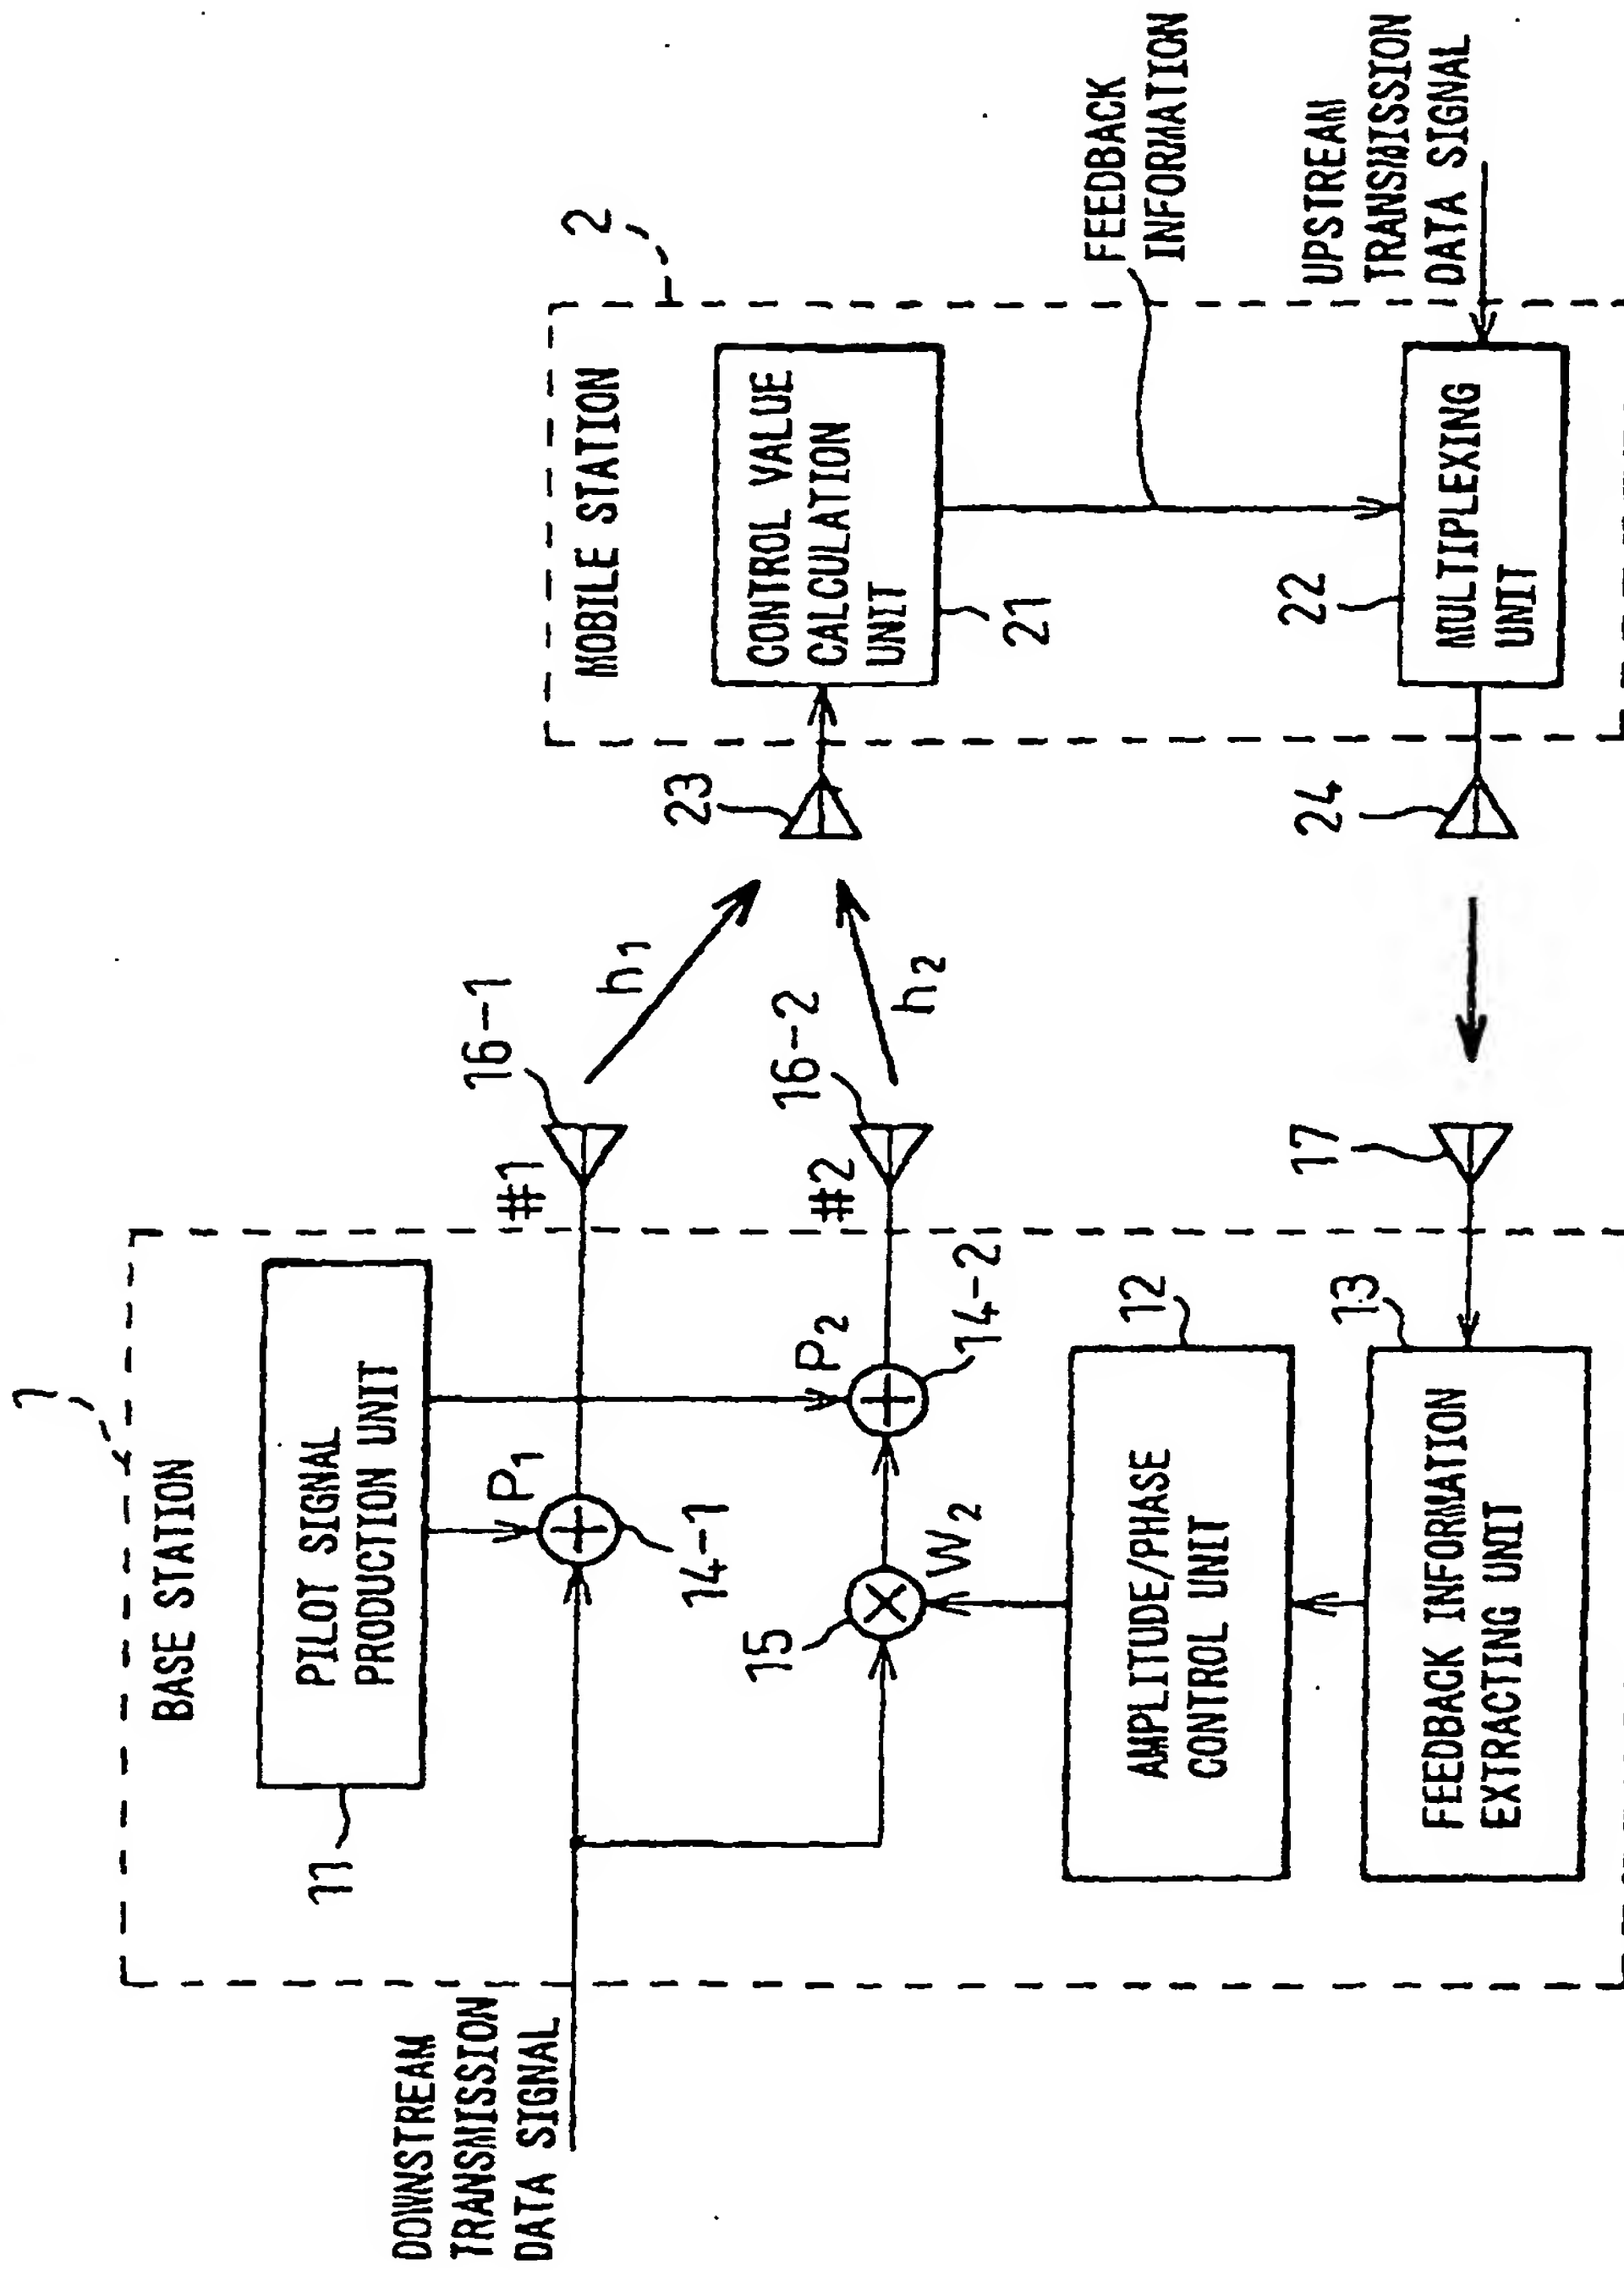 1
BASE STATION
11
PILOT SIGNAL
PRODUCTION UNIT
DOWNSTREAM
TRANSMISSION
DATA SIGNAL
P1
14-1
#1
16-1
h1
15
W2
P2
14-2
#2
16-2
h2
AMPLITUDE/PHASE
CONTROL UNIT
12
FEEDBACK INFORMATION
EXTRACTING UNIT
13
17
2
MOBILE STATION
23
CONTROL VALUE
CALCULATION
UNIT
21
FEEDBACK
INFORMATION
22
MULTIPLEXING
UNIT
24
UPSTREAM
TRANSMISSION
DATA SIGNAL